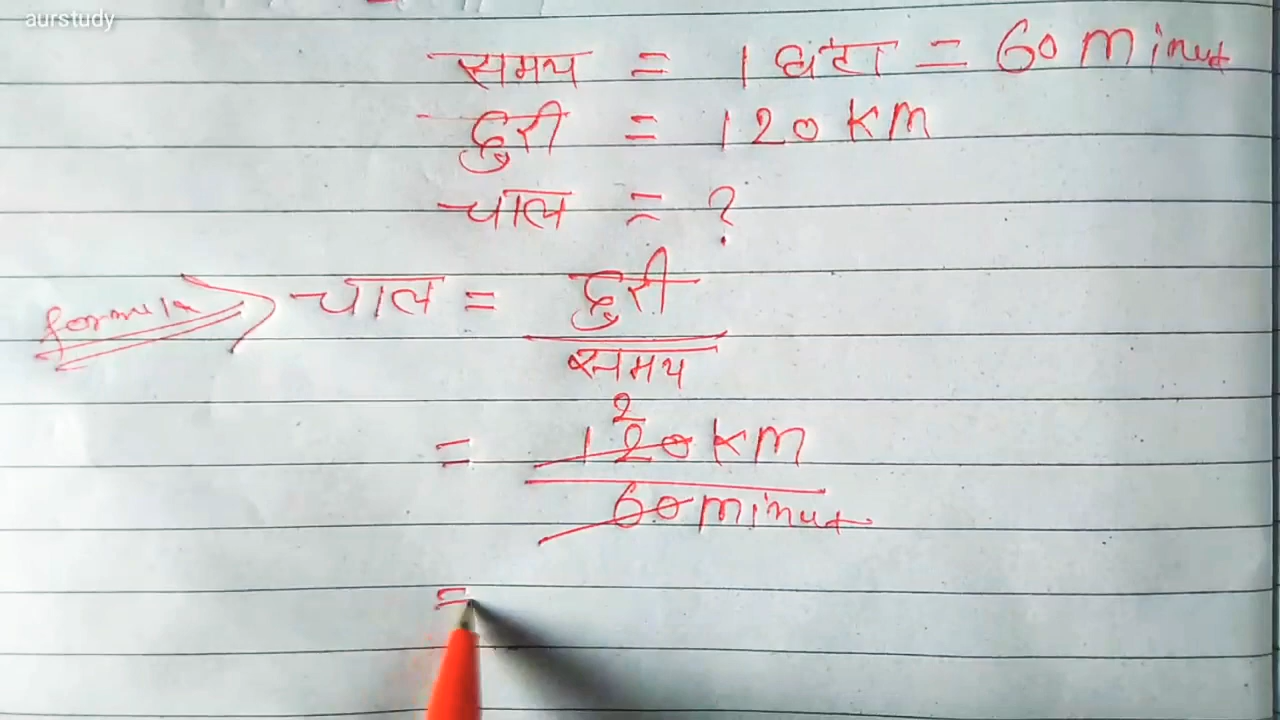 aurstudy
समय = 1 घंटा = 60 minut
दुरी = 120 KM
चाल = ?
formula
चाल = दुरी
समय
2
= 120 KM
60 minut
=